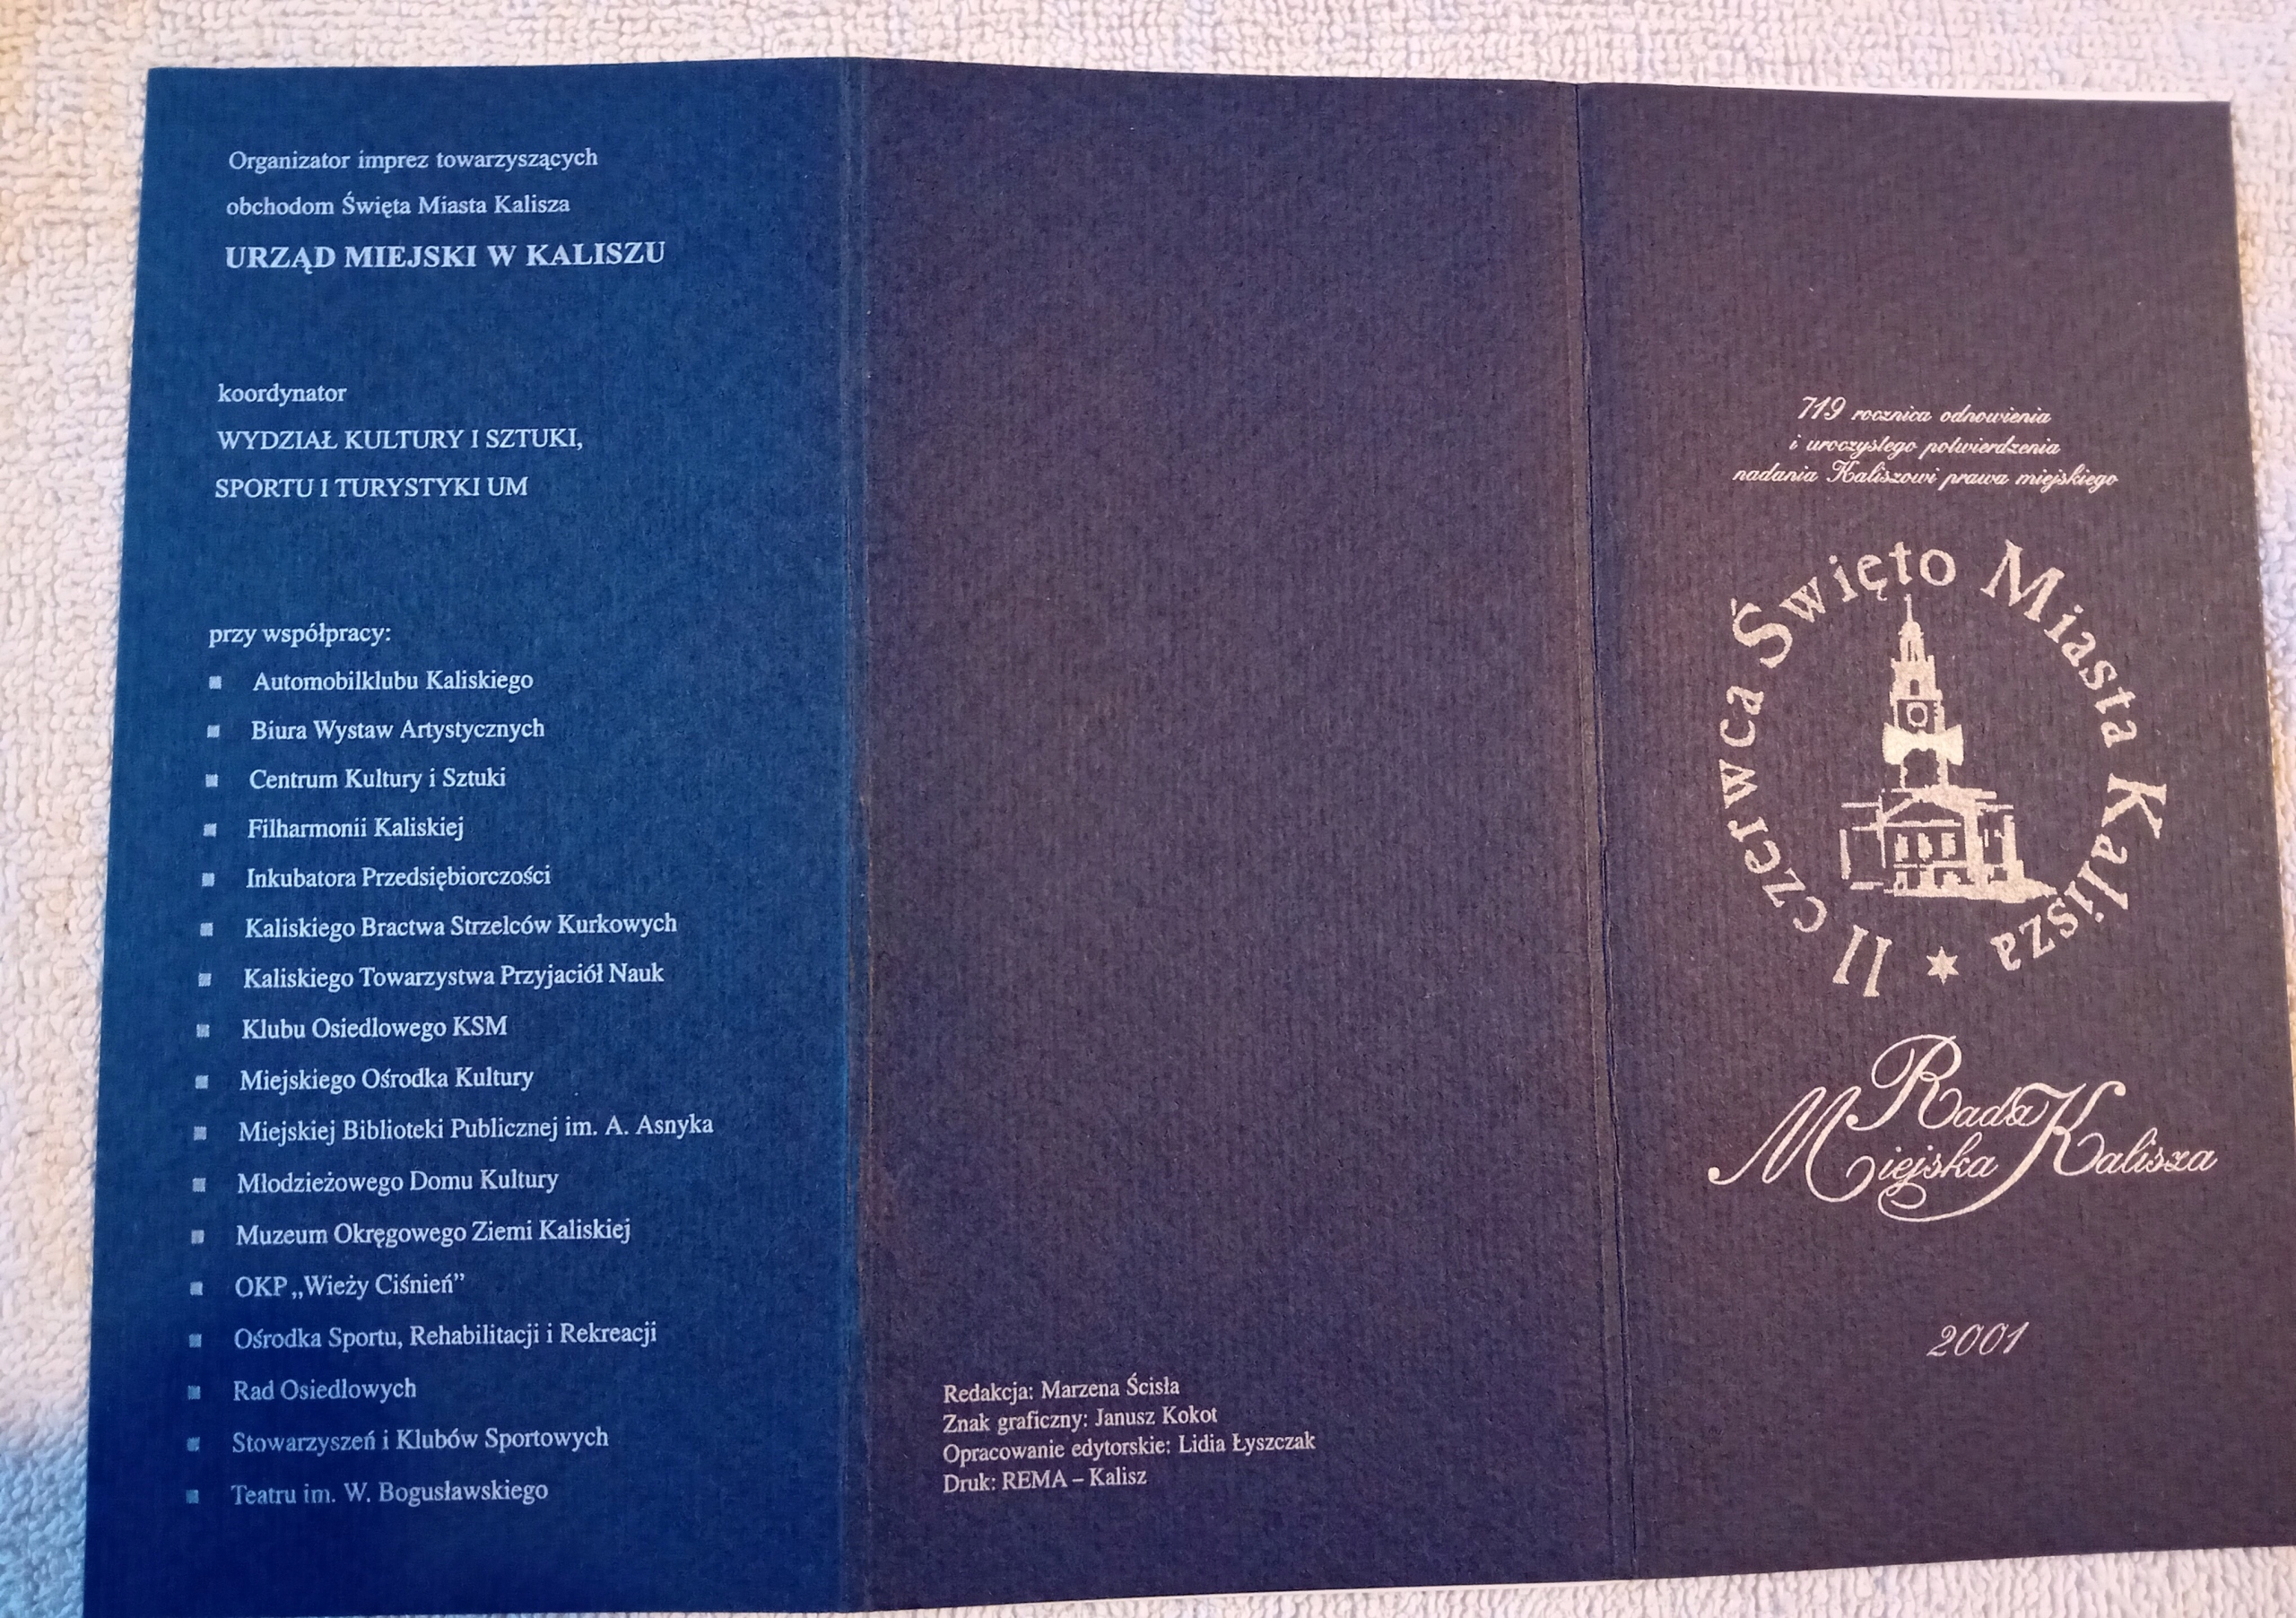 Organizator imprez towarzyszących
obchodom Święta Miasta Kalisza
URZĄD MIEJSKI W KALISZU
koordynator
WYDZIAŁ KULTURY I SZTUKI,
SPORTU I TURYSTYKI UM
przy współpracy:
Automobilklubu Kaliskiego
Biura Wystaw Artystycznych
Centrum Kultury i Sztuki
Filharmonii Kaliskiej
Inkubatora Przedsiębiorczości
Kaliskiego Bractwa Strzelców Kurkowych
Kaliskiego Towarzystwa Przyjaciół Nauk
Klubu Osiedlowego KSM
Miejskiego Ośrodka Kultury
Miejskiej Biblioteki Publicznej im. A. Asnyka
Młodzieżowego Domu Kultury
Muzeum Okręgowego Ziemi Kaliskiej
OKP „Wieży Ciśnień”
Ośrodka Sportu, Rehabilitacji i Rekreacji
Rad Osiedlowych
Stowarzyszeń i Klubów Sportowych
Teatru im. W. Bogusławskiego
Redakcja: Marzena Ścisła
Znak graficzny: Janusz Kokot
Opracowanie edytorskie: Lidia Łyszczak
Druk: REMA – Kalisz
719 rocznica odnowienia
i uroczystego potwierdzenia
nadania Kaliszowi prawa miejskiego
11 czerwca Święto Miasta Kalisza
Rada
Miejska Kalisza
2001